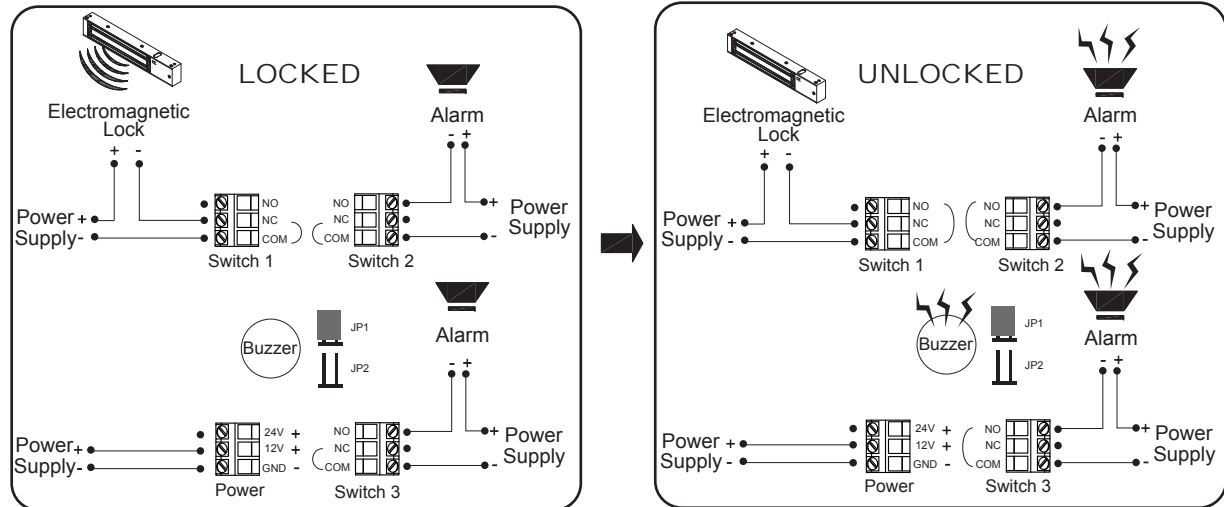 LOCKED
Alarm
- +
Electromagnetic
Lock
+ -
NO
NC
COM
Switch 1
NO
NC
COM
Switch 2
Power +
Supply -
+
-
Power
Supply
Buzzer
JP1
JP2
Alarm
- +
Power +
Supply -
24V +
12V +
GND -
Power
NO
NC
COM
Switch 3
+
-
Power
Supply
UNLOCKED
Alarm
- +
Electromagnetic
Lock
+ -
NO
NC
COM
Switch 1
NO
NC
COM
Switch 2
Power +
Supply -
+
-
Power
Supply
Buzzer
JP1
JP2
Alarm
- +
Power +
Supply -
24V +
12V +
GND -
Power
NO
NC
COM
Switch 3
+
-
Power
Supply